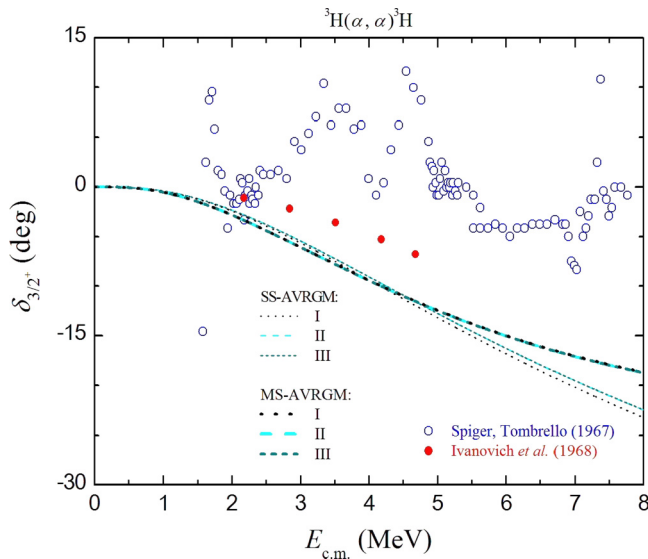 ³H(α, α)³H
15
0
-15
-30
δ3/2⁺ (deg)
SS-AVRGM:
I
II
III
MS-AVRGM:
I
II
III
Spiger, Tombrello (1967)
Ivanovich et al. (1968)
0 1 2 3 4 5 6 7 8
Ec.m. (MeV)